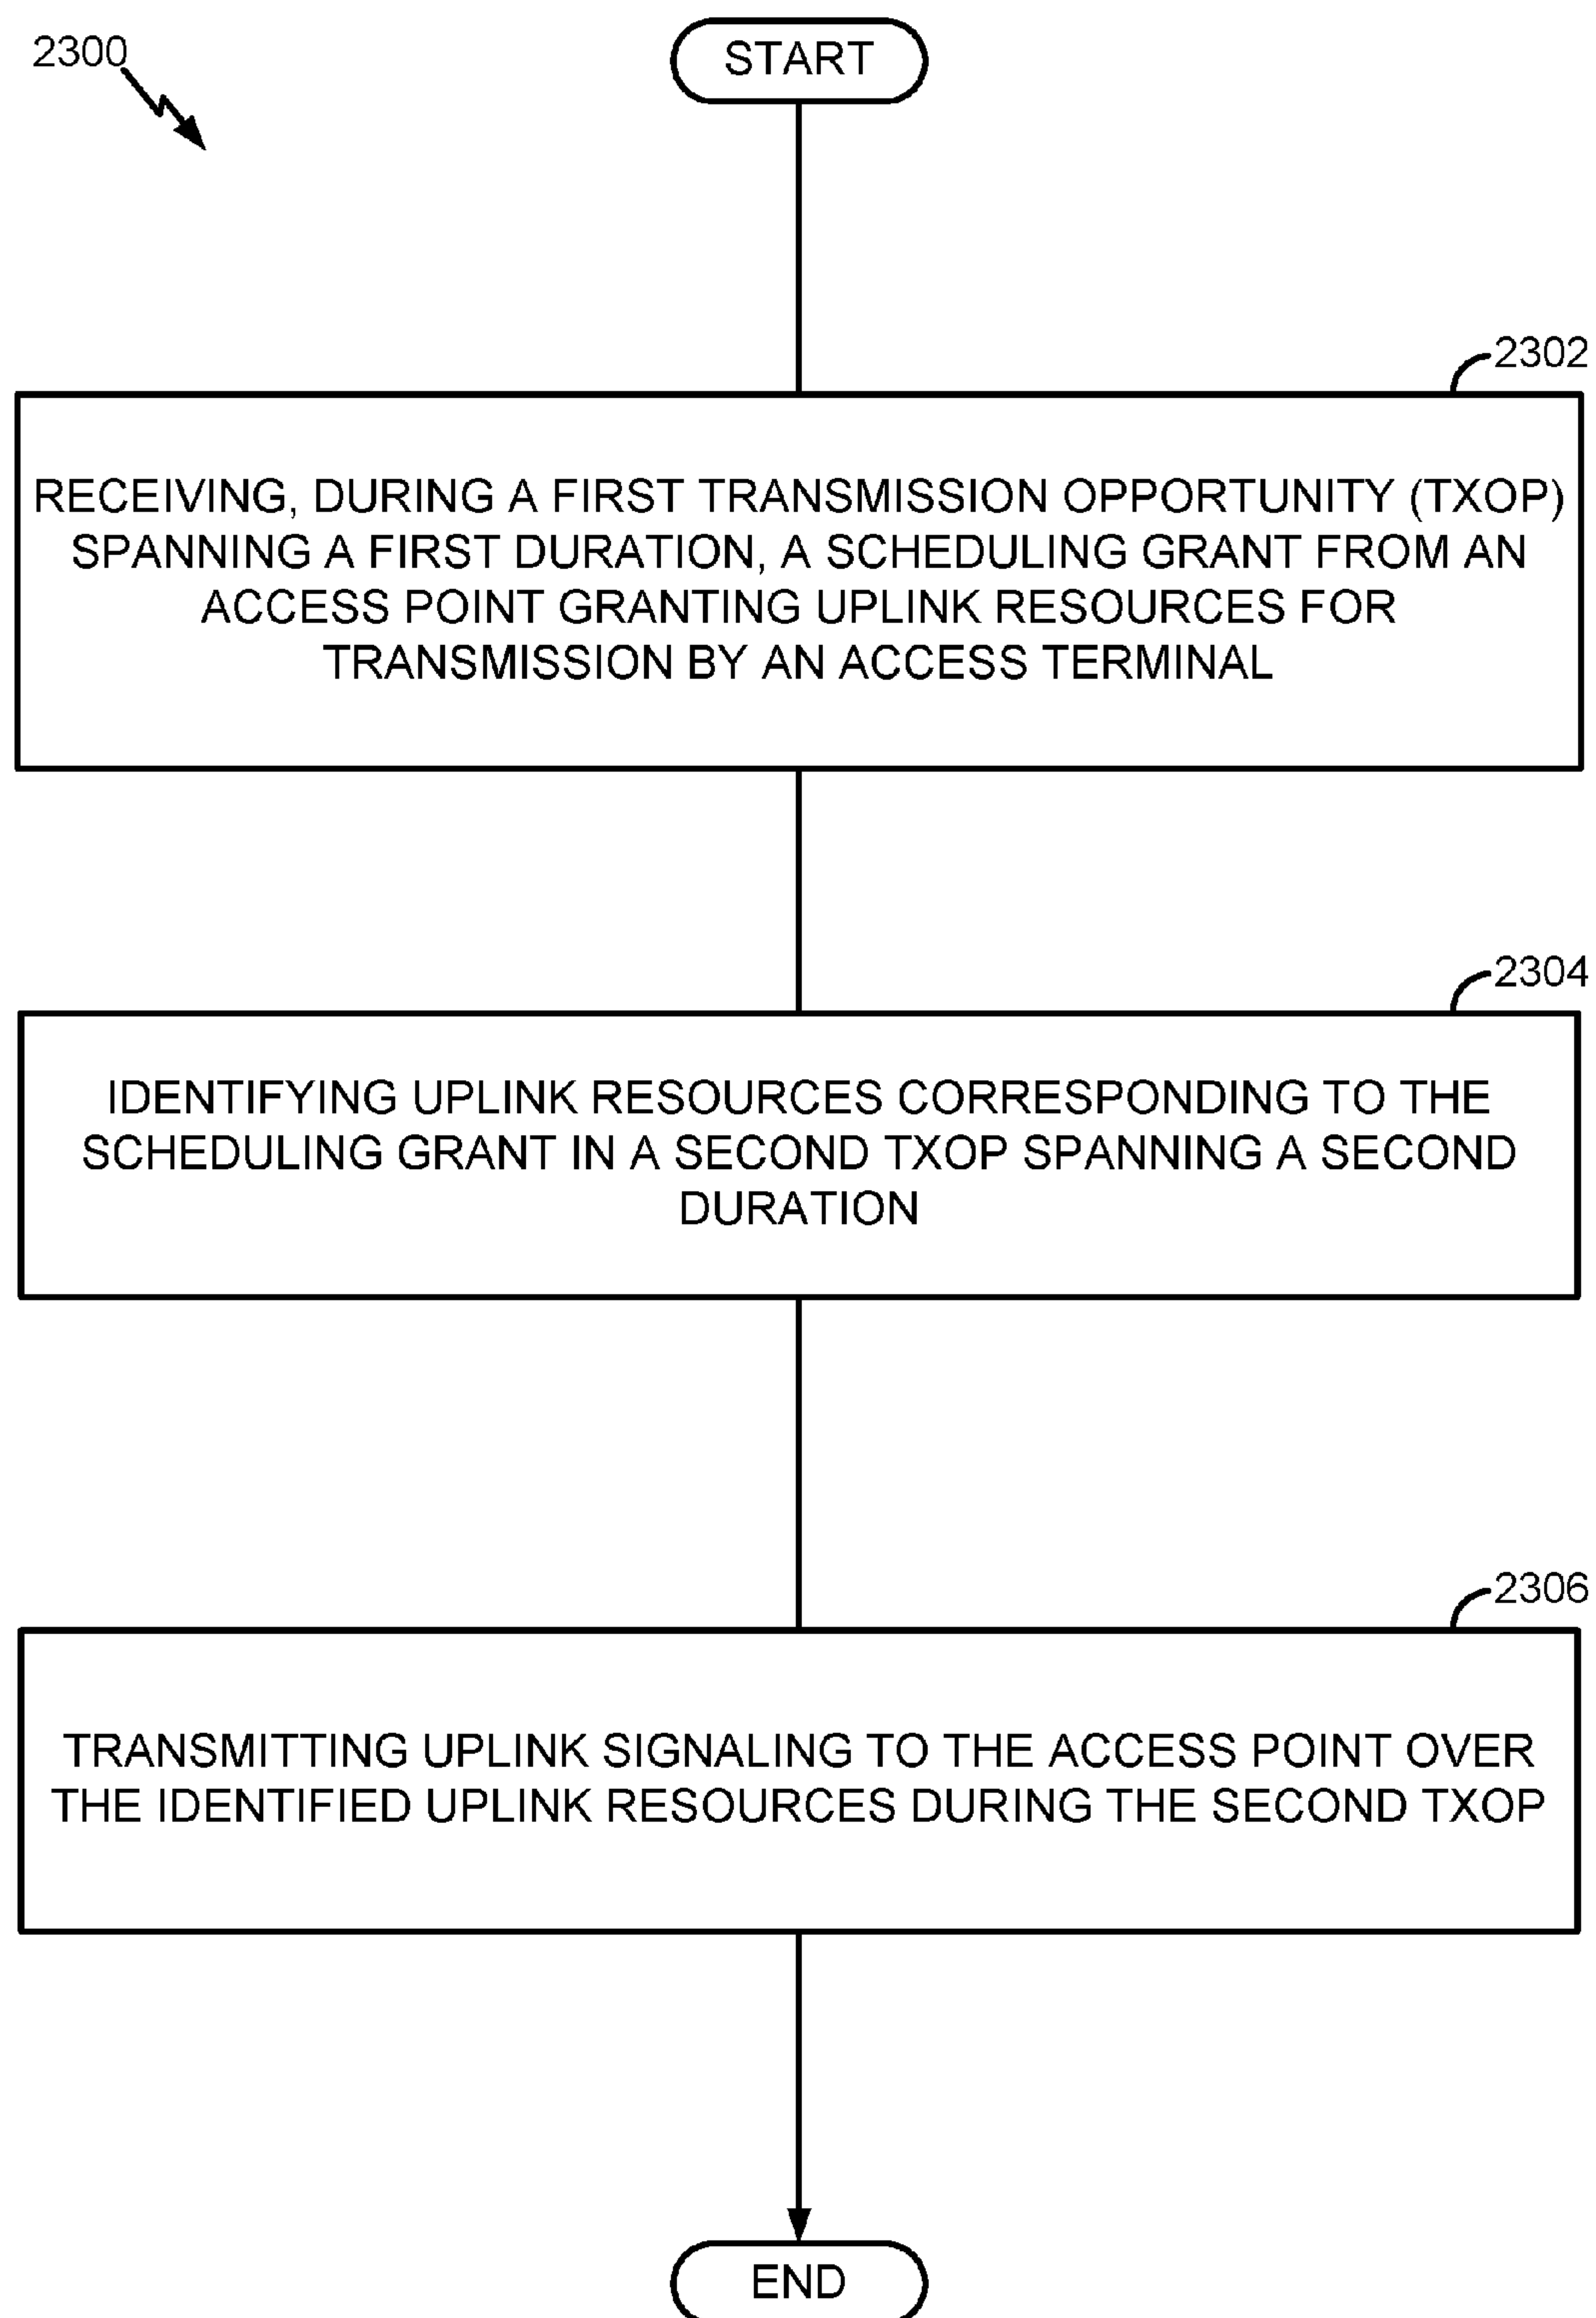 2300
START
2302
RECEIVING, DURING A FIRST TRANSMISSION OPPORTUNITY (TXOP)
SPANNING A FIRST DURATION, A SCHEDULING GRANT FROM AN
ACCESS POINT GRANTING UPLINK RESOURCES FOR
TRANSMISSION BY AN ACCESS TERMINAL
2304
IDENTIFYING UPLINK RESOURCES CORRESPONDING TO THE
SCHEDULING GRANT IN A SECOND TXOP SPANNING A SECOND
DURATION
2306
TRANSMITTING UPLINK SIGNALING TO THE ACCESS POINT OVER
THE IDENTIFIED UPLINK RESOURCES DURING THE SECOND TXOP
END